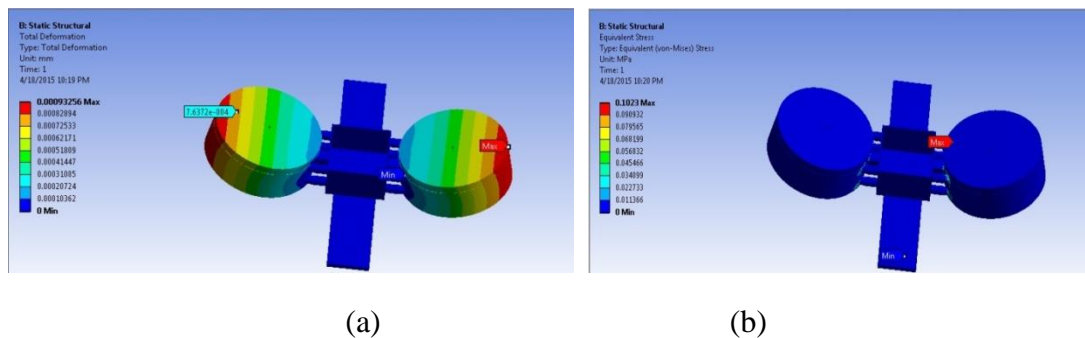 B: Static Structural
Total Deformation
Type: Total Deformation
Unit: mm
Time: 1
4/18/2015 10:19 PM
0.00093256 Max
0.00082894
0.00072533
0.00062171
0.00051809
0.00041447
0.00031085
0.00020724
0.00010362
0 Min
7.6372e-004
Max
Min
B: Static Structural
Equivalent Stress
Type: Equivalent (von-Mises) Stress
Unit: MPa
Time: 1
4/18/2015 10:20 PM
0.1023 Max
0.090932
0.079565
0.068199
0.056832
0.045466
0.034099
0.022733
0.011366
0 Min
Max
Min
(a)
(b)